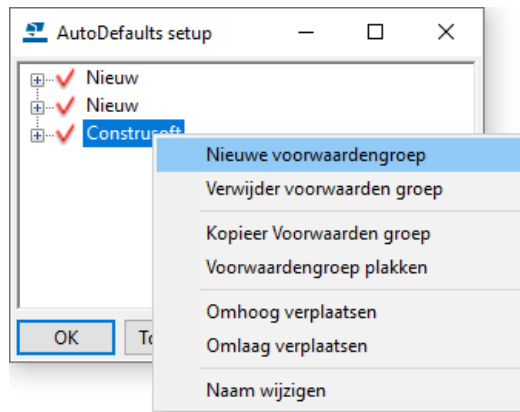 AutoDefaults setup
Nieuw
Nieuw
Construsoft
Nieuwe voorwaardengroep
Verwijder voorwaarden groep
Kopieer Voorwaarden groep
Voorwaardengroep plakken
Omhoog verplaatsen
Omlaag verplaatsen
Naam wijzigen
OK